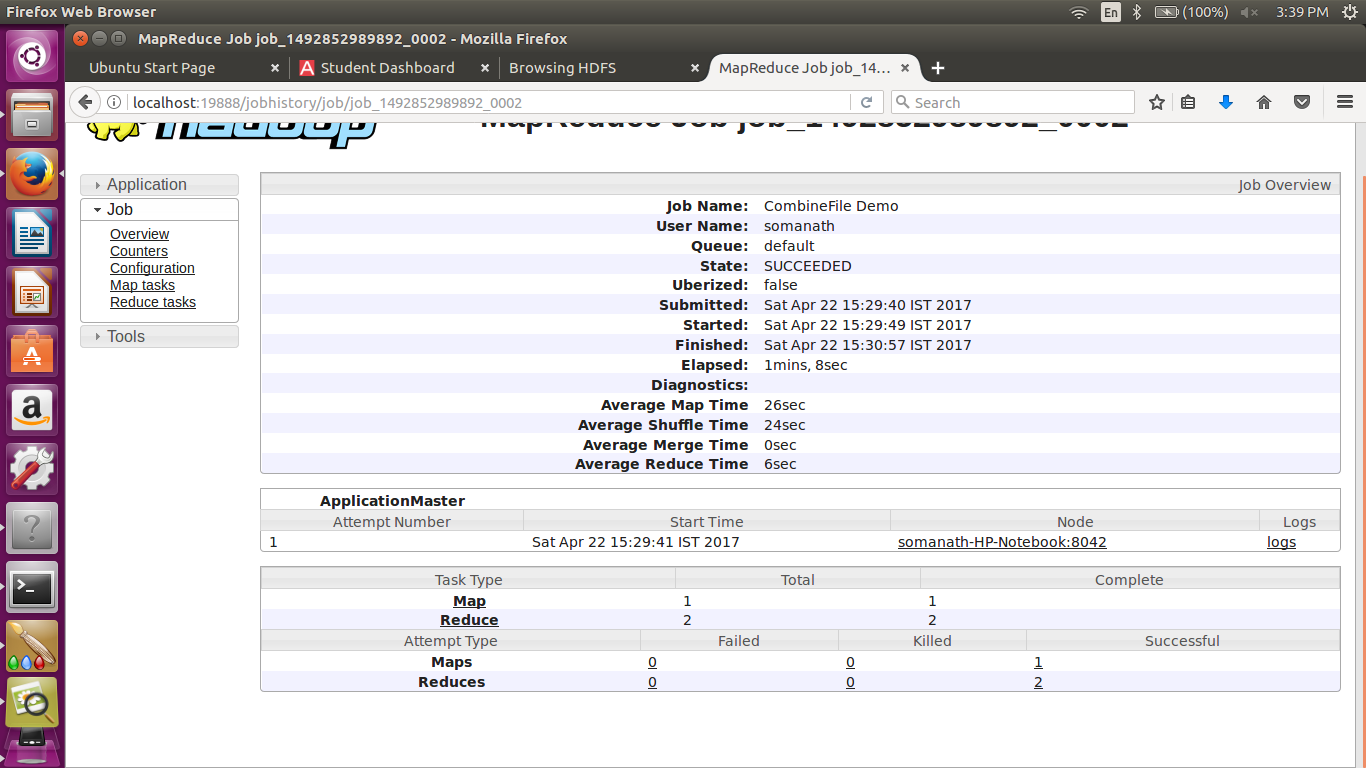 Firefox Web Browser En (100%) 3:39 PM
MapReduce Job job_1492852989892_0002 - Mozilla Firefox
Ubuntu Start Page Student Dashboard Browsing HDFS MapReduce Job job_14...
localhost:19888/jobhistory/job/job_1492852989892_0002 Search
hadoop MapReduce Job job_1492852989892_0002
Application
Job
Overview
Counters
Configuration
Map tasks
Reduce tasks
Tools
Job Overview
Job Name: CombineFile Demo
User Name: somanath
Queue: default
State: SUCCEEDED
Uberized: false
Submitted: Sat Apr 22 15:29:40 IST 2017
Started: Sat Apr 22 15:29:49 IST 2017
Finished: Sat Apr 22 15:30:57 IST 2017
Elapsed: 1mins, 8sec
Diagnostics:
Average Map Time 26sec
Average Shuffle Time 24sec
Average Merge Time 0sec
Average Reduce Time 6sec
ApplicationMaster
Attempt Number Start Time Node Logs
1 Sat Apr 22 15:29:41 IST 2017 somanath-HP-Notebook:8042 logs
Task Type Total Complete
Map 1 1
Reduce 2 2
Attempt Type Failed Killed Successful
Maps 0 0 1
Reduces 0 0 2